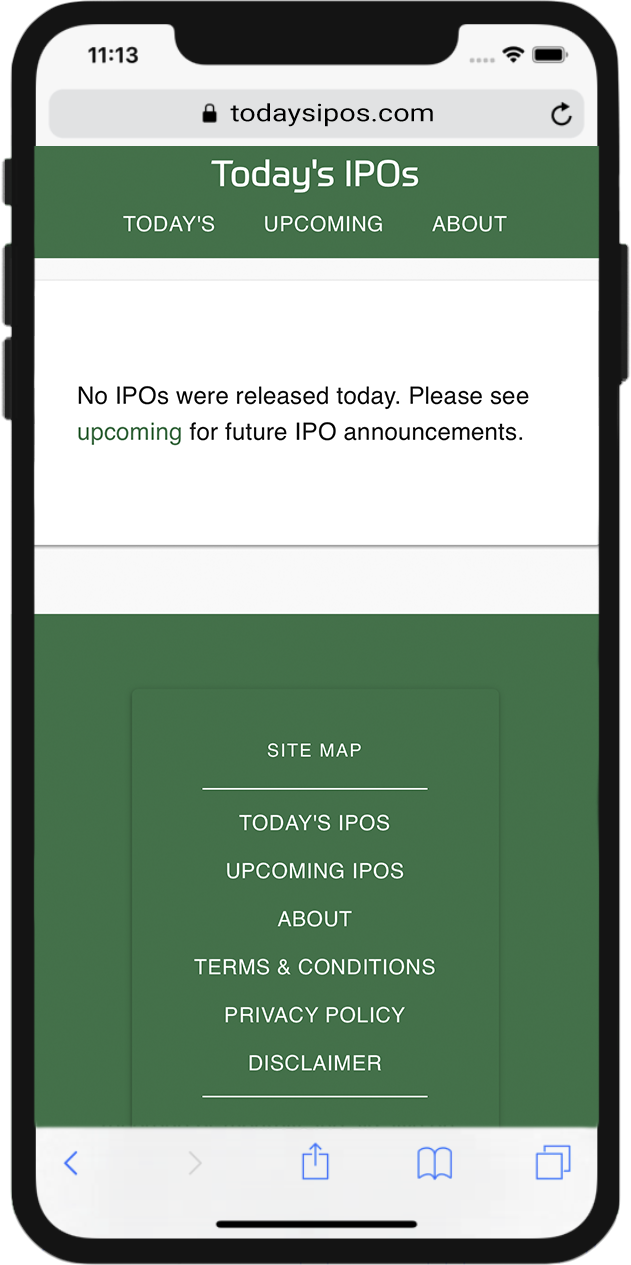 11:13
todaysipos.com
Today's IPOs
TODAY'S UPCOMING ABOUT
No IPOs were released today. Please see
upcoming for future IPO announcements.
SITE MAP
TODAY'S IPOS
UPCOMING IPOS
ABOUT
TERMS & CONDITIONS
PRIVACY POLICY
DISCLAIMER